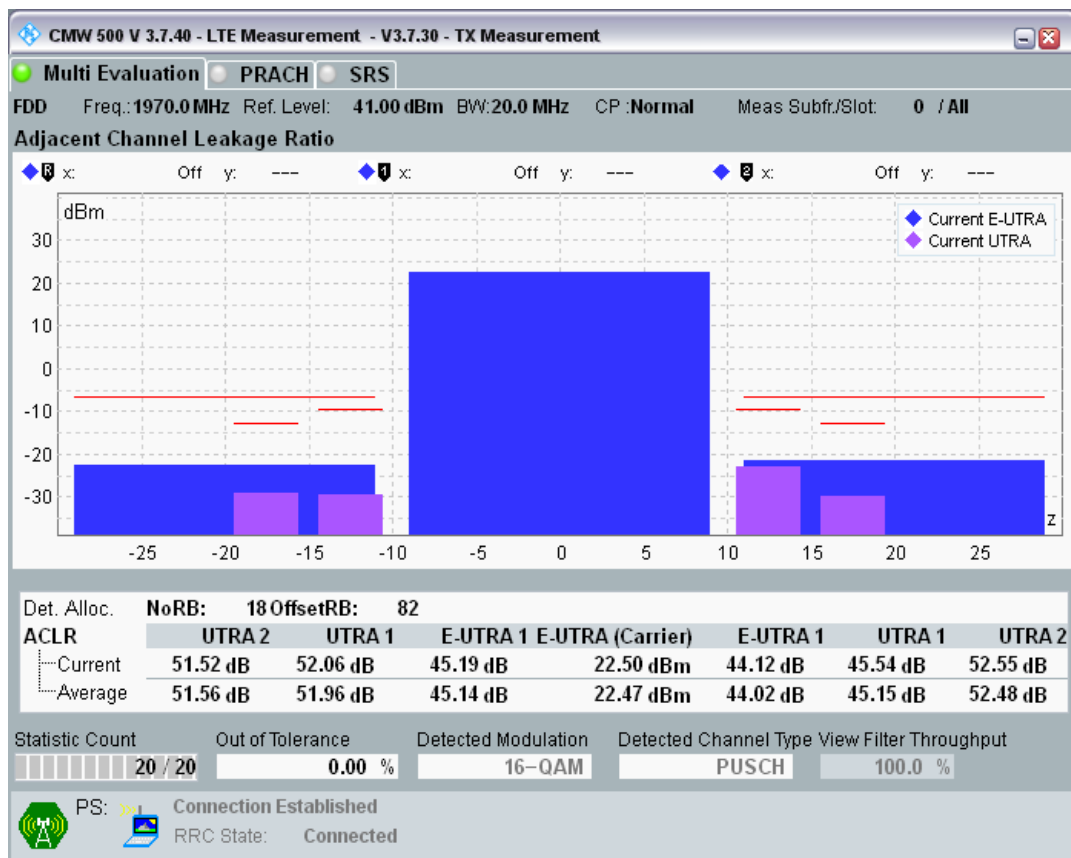 CMW 500 V 3.7.40 - LTE Measurement - V3.7.30 - TX Measurement
Multi Evaluation PRACH SRS
FDD Freq.:1970.0 MHz Ref. Level: 41.00 dBm BW:20.0 MHz CP :Normal Meas Subfr./Slot: 0 / All
Adjacent Channel Leakage Ratio
R x: Off y: --- 1 x: Off y: --- 2 x: Off y: ---
dBm
Current E-UTRA
Current UTRA
30
20
10
0
-10
-20
-30
z
-25 -20 -15 -10 -5 0 5 10 15 20 25
Det. Alloc. NoRB: 18 OffsetRB: 82
ACLR UTRA 2 UTRA 1 E-UTRA 1 E-UTRA (Carrier) E-UTRA 1 UTRA 1 UTRA 2
Current 51.52 dB 52.06 dB 45.19 dB 22.50 dBm 44.12 dB 45.54 dB 52.55 dB
Average 51.56 dB 51.96 dB 45.14 dB 22.47 dBm 44.02 dB 45.15 dB 52.48 dB
Statistic Count Out of Tolerance Detected Modulation Detected Channel Type View Filter Throughput
20 / 20 0.00 % 16-QAM PUSCH 100.0 %
PS: Connection Established
RRC State: Connected